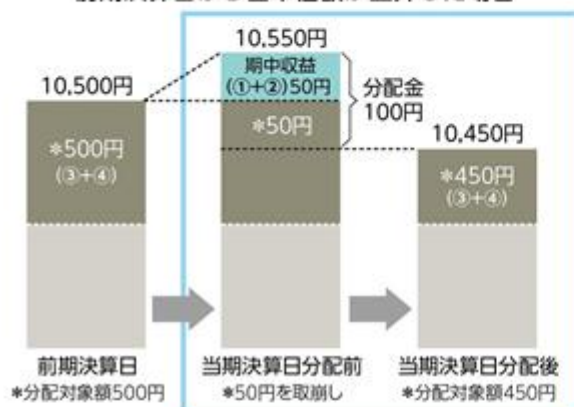 10,550円
期中収益
(①+②)50円
10,500円
分配金
100円
*50円
10,450円
*500円
(③+④)
*450円
(③+④)
前期決算日
当期決算日分配前
当期決算日分配後
*分配対象額500円
*50円を取崩し
*分配対象額450円